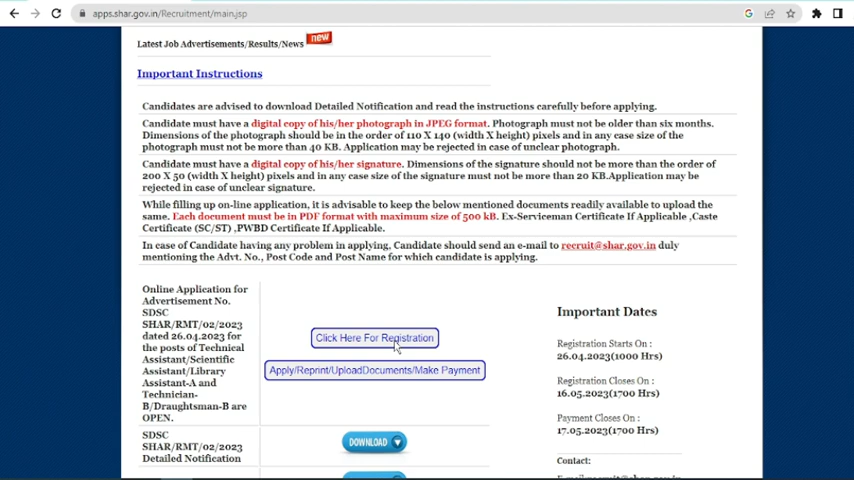 apps.shar.gov.in/Recruitment/main.jsp
Latest Job Advertisements/Results/News new
Important Instructions
Candidates are advised to download Detailed Notification and read the instructions carefully before applying.
Candidate must have a digital copy of his/her photograph in JPEG format. Photograph must not be older than six months.
Dimensions of the photograph should be in the order of 110 X 140 (width X height) pixels and in any case size of the
photograph must not be more than 40 KB. Application may be rejected in case of unclear photograph.
Candidate must have a digital copy of his/her signature. Dimensions of the signature should not be more than the order of
200 X 50 (width X height) pixels and in any case size of the signature must not be more than 20 KB.Application may be
rejected in case of unclear signature.
While filling up on-line application, it is advisable to keep the below mentioned documents readily available to upload the
same. Each document must be in PDF format with maximum size of 500 kB. Ex-Serviceman Certificate If Applicable ,Caste
Certificate (SC/ST) ,PWBD Certificate If Applicable.
In case of Candidate having any problem in applying, Candidate should send an e-mail to recruit@shar.gov.in duly
mentioning the Advt. No., Post Code and Post Name for which candidate is applying.
Online Application for
Advertisement No.
SDSC
SHAR/RMT/02/2023
dated 26.04.2023 for
the posts of Technical
Assistant/Scientific
Assistant/Library
Assistant-A and
Technician-
B/Draughtsman-B are
OPEN.
Click Here For Registration
Apply/Reprint/UploadDocuments/Make Payment
SDSC
SHAR/RMT/02/2023
Detailed Notification
DOWNLOAD
Important Dates
Registration Starts On :
26.04.2023(1000 Hrs)
Registration Closes On :
16.05.2023(1700 Hrs)
Payment Closes On :
17.05.2023(1700 Hrs)
Contact: